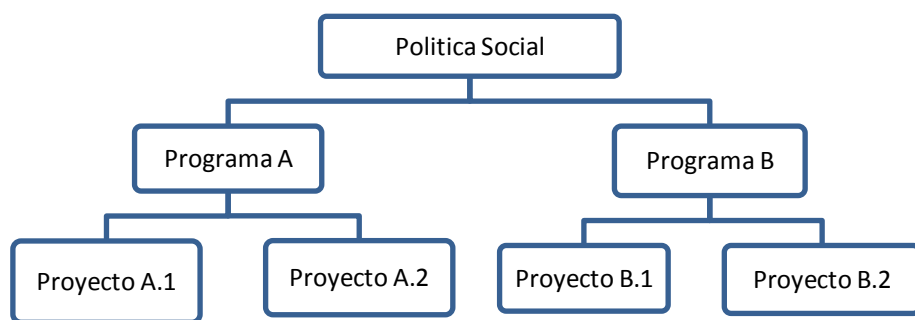 Politica Social
Programa A
Programa B
Proyecto A.1
Proyecto A.2
Proyecto B.1
Proyecto B.2